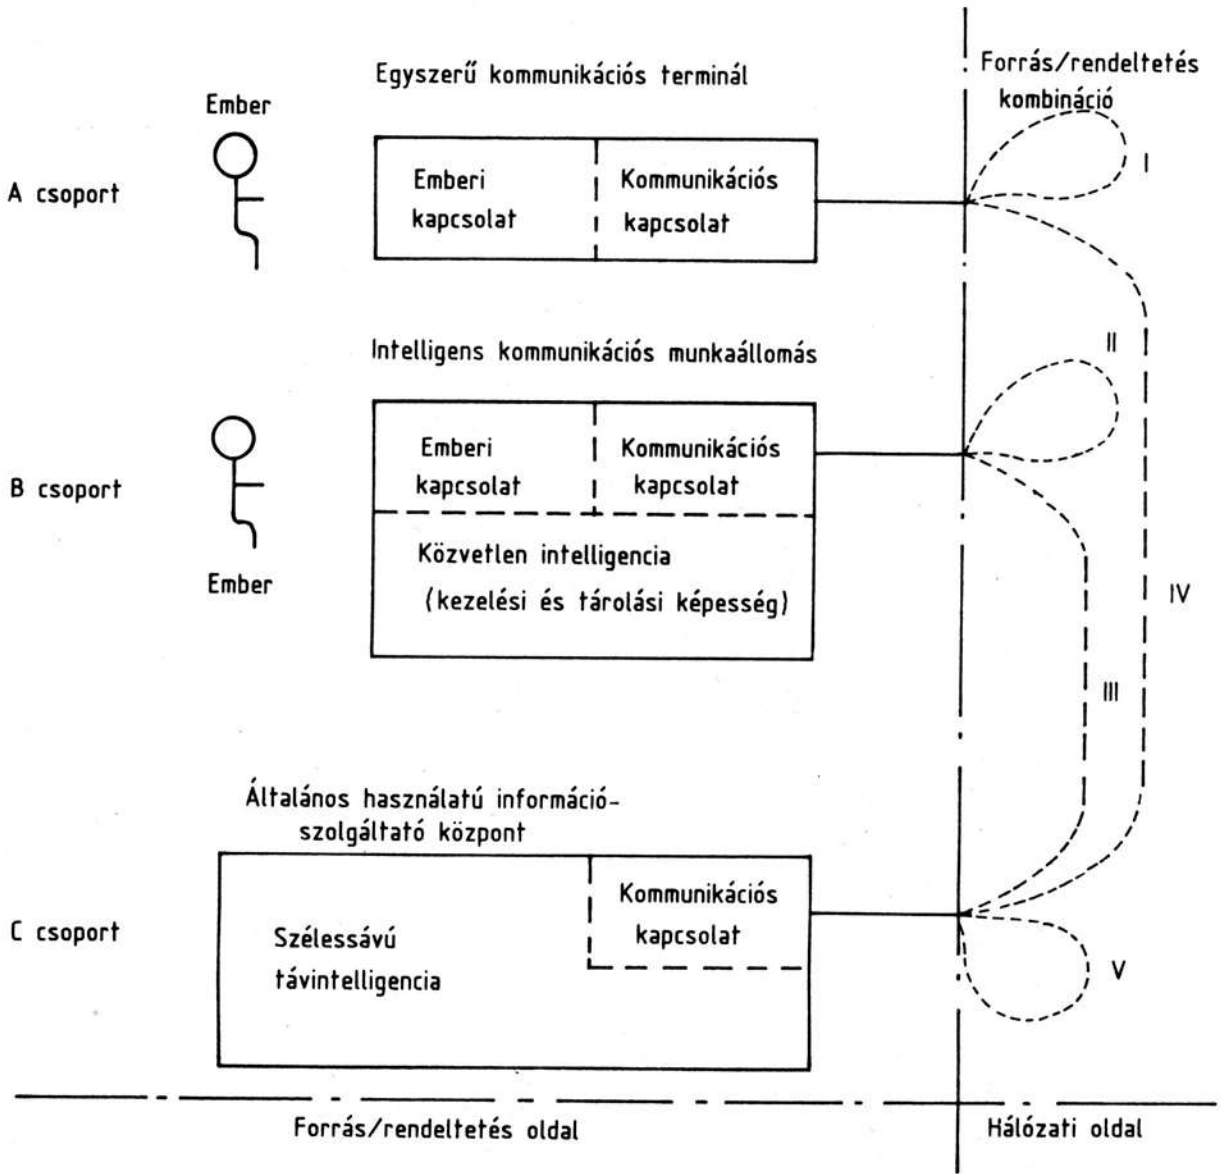 Egyszerű kommunikációs terminál
Forrás/rendeltetés
kombináció
Ember
A csoport
Emberi
kapcsolat
Kommunikációs
kapcsolat
I
Intelligens kommunikációs munkaállomás
II
B csoport
Emberi
kapcsolat
Kommunikációs
kapcsolat
Közvetlen intelligencia
(kezelési és tárolási képesség)
Ember
IV
III
Általános használatú információ-
szolgáltató központ
C csoport
Szélessávú
távintelligencia
Kommunikációs
kapcsolat
V
Forrás/rendeltetés oldal
Hálózati oldal